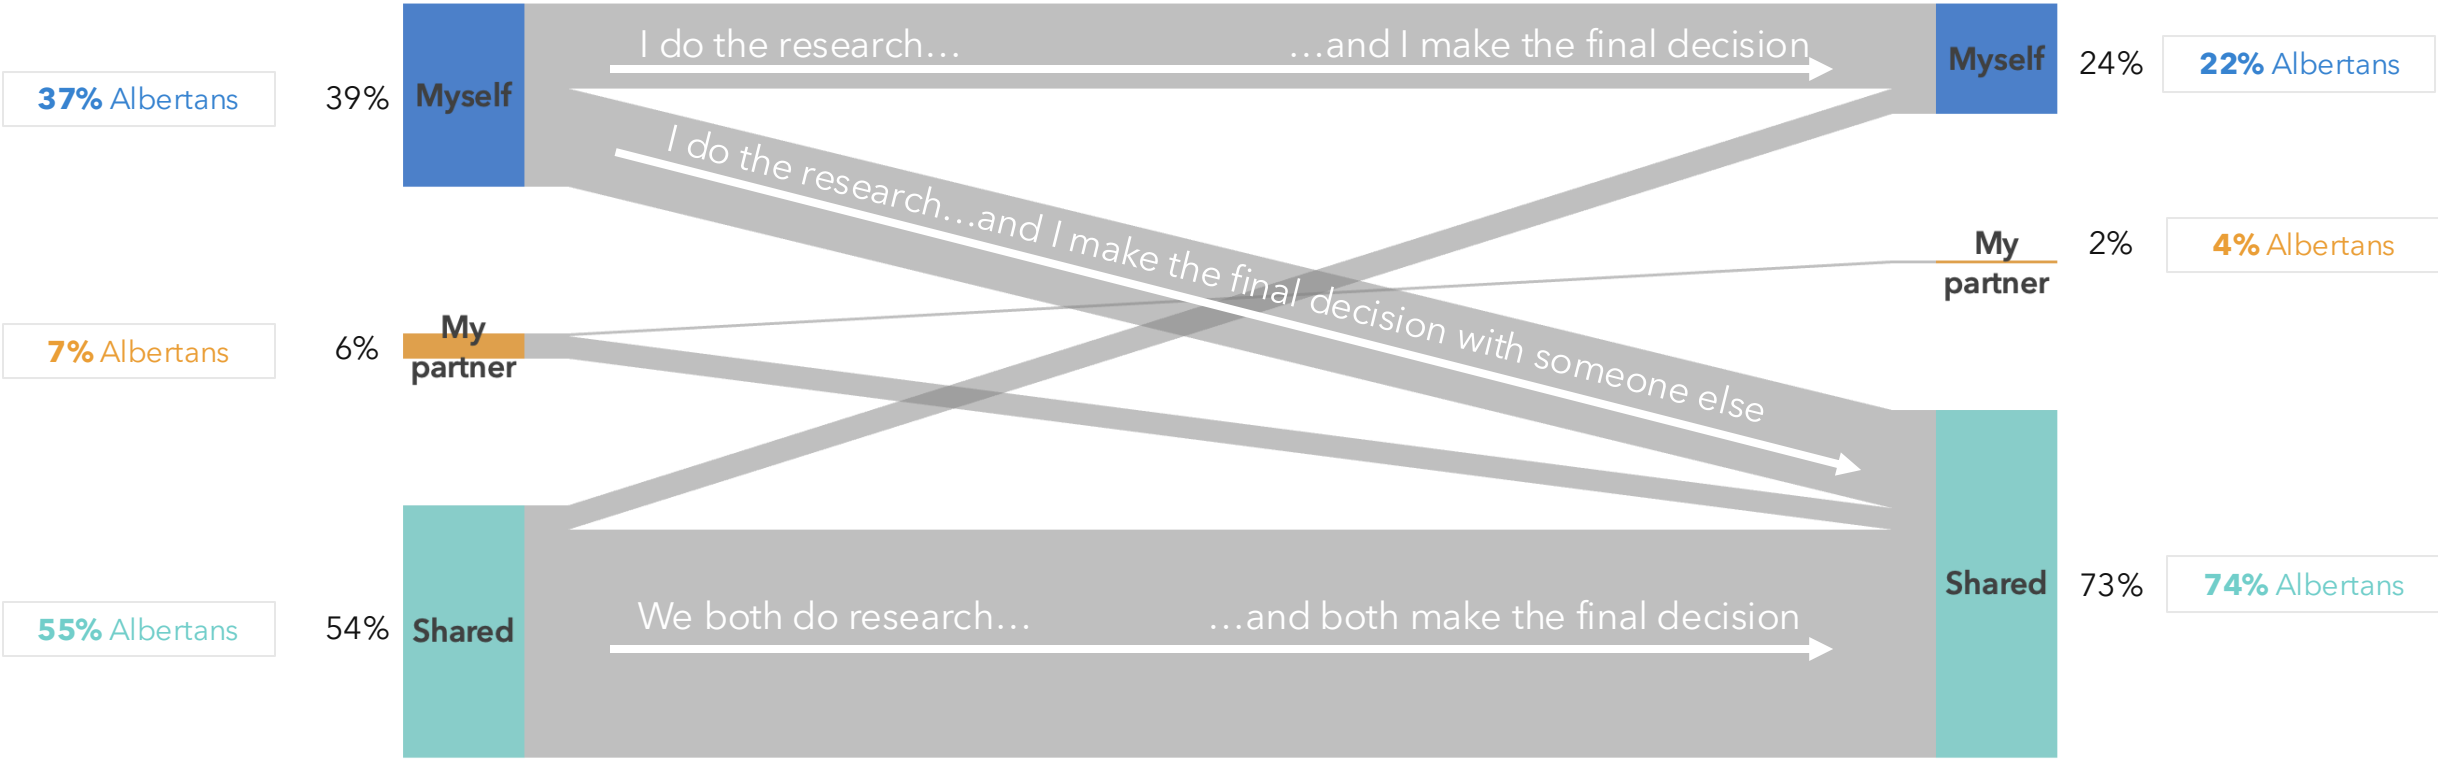 I do the research…
…and I make the final decision
Myself
24%
22% Albertans
37% Albertans
39%
Myself
I do the research…and I make the final decision with someone else
My
partner
2%
4% Albertans
7% Albertans
6%
My
partner
Shared
73%
74% Albertans
55% Albertans
54%
Shared
We both do research…
…and both make the final decision